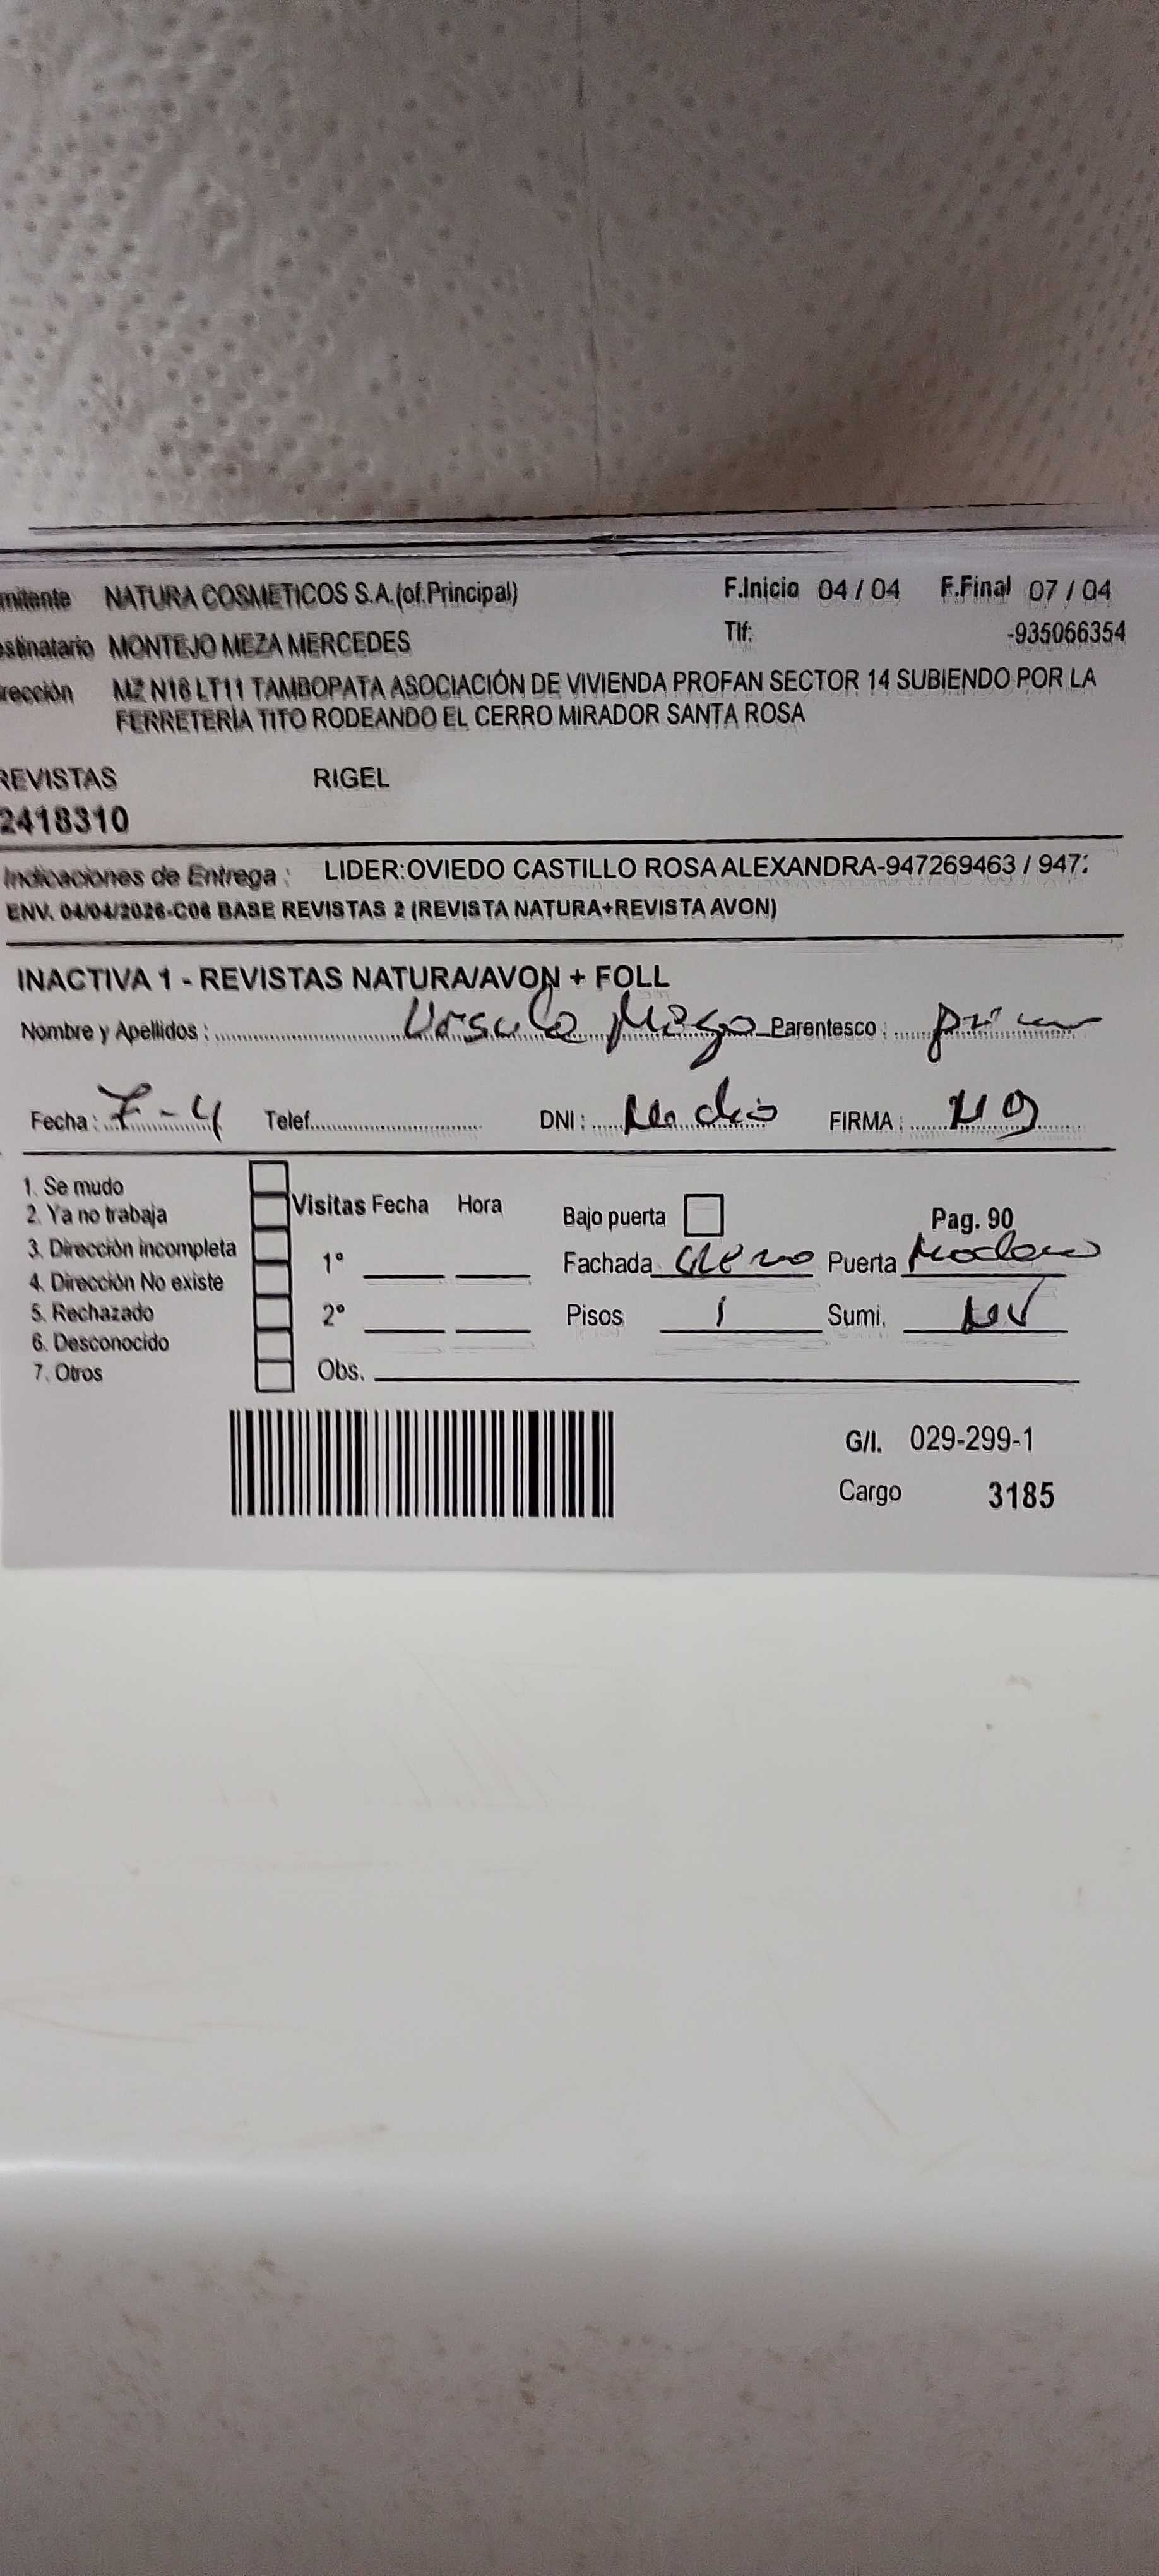 mitente NATURA COSMETICOS S.A.(of.Principal) F.Inicio 04 / 04 F.Final 07 / 04
stinatario MONTEJO MEZA MERCEDES Tlf: -935066354
rección MZ N16 LT11 TAMBOPATA ASOCIACIÓN DE VIVIENDA PROFAN SECTOR 14 SUBIENDO POR LA
FERRETERÍA TITO RODEANDO EL CERRO MIRADOR SANTA ROSA
REVISTAS RIGEL
2418310
Indicaciones de Entrega : LIDER:OVIEDO CASTILLO ROSA ALEXANDRA-947269463 / 947
ENV. 04/04/2026-C06 BASE REVISTAS 2 (REVISTA NATURA+REVISTA AVON)
INACTIVA 1 - REVISTAS NATURA/AVON + FOLL
Nombre y Apellidos : Ursula Parentesco :
Fecha : 7-4 Telef. DNI : FIRMA :
1. Se mudo
2. Ya no trabaja
3. Dirección incompleta
4. Dirección No existe
5. Rechazado
6. Desconocido
7. Otros
Visitas Fecha Hora
1°
2°
Obs.
Bajo puerta Pag. 90
Fachada Puerta
Pisos 1 Sumi.
G/I. 029-299-1
Cargo 3185